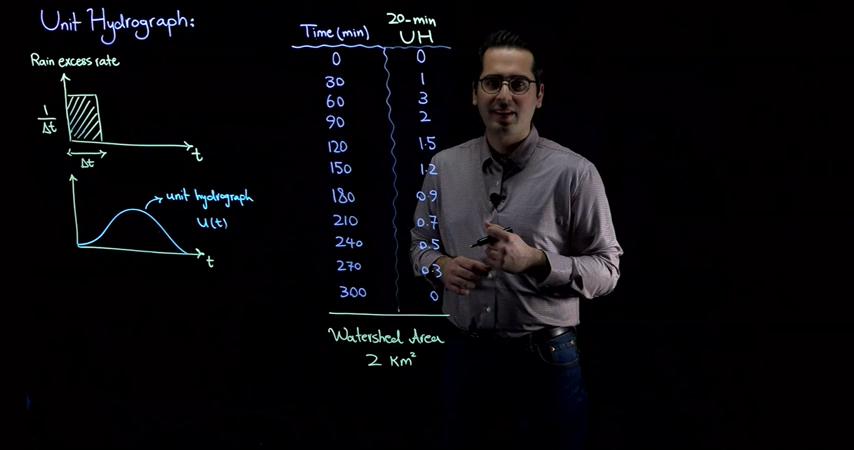 Unit Hydrograph:
Rain excess rate
1
Δt
t
Δt
unit hydrograph
u(t)
t
20-min
Time (min) UH
0 0
30 1
60 3
90 2
120 1.5
150 1.2
180 0.9
210 0.7
240 0.5
270 0.3
300 0
Watershed Area
2 Km²